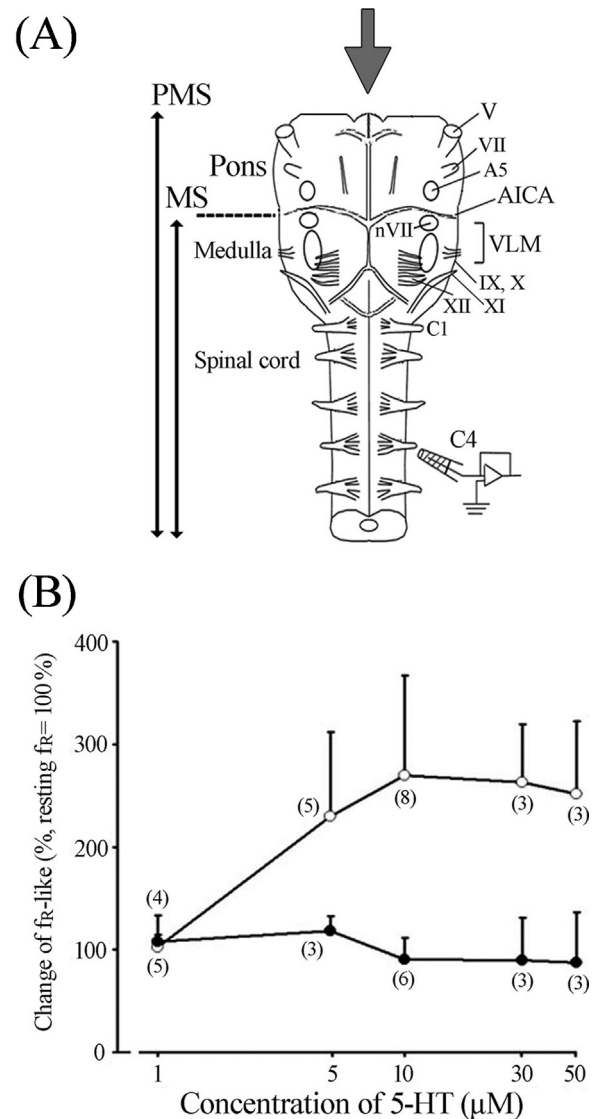 (A)
PMS
V
VII
Pons
A5
MS
AICA
nVII
VLM
Medulla
IX, X
XII
XI
C1
Spinal cord
C4
(B)
Change of fR-like (%, resting fR= 100%)
400
300
200
100
0
(5)
(8)
(3)
(3)
(4)
(5)
(3)
(6)
(3)
(3)
1
5
10
30
50
Concentration of 5-HT (μM)